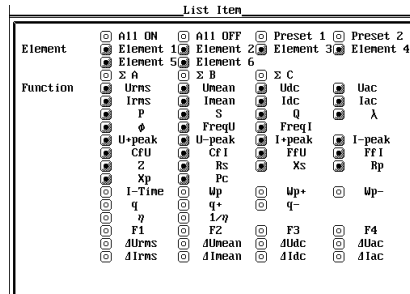 List Item
All ON All OFF Preset 1 Preset 2
Element Element 1 Element 2 Element 3 Element 4
Element 5 Element 6
Σ A Σ B Σ C
Function Urms Umean Udc Uac
Irms Imean Idc Iac
P S Q λ
ϕ FreqU FreqI
U+peak U-peak I+peak I-peak
CfU CfI FfU FfI
Z Rs Xs Rp
Xp Pc
I-Time Wp Wp+ Wp-
q q+ q-
η 1/η
F1 F2 F3 F4
ΔUrms ΔUmean ΔUdc ΔUac
ΔIrms ΔImean ΔIdc ΔIac